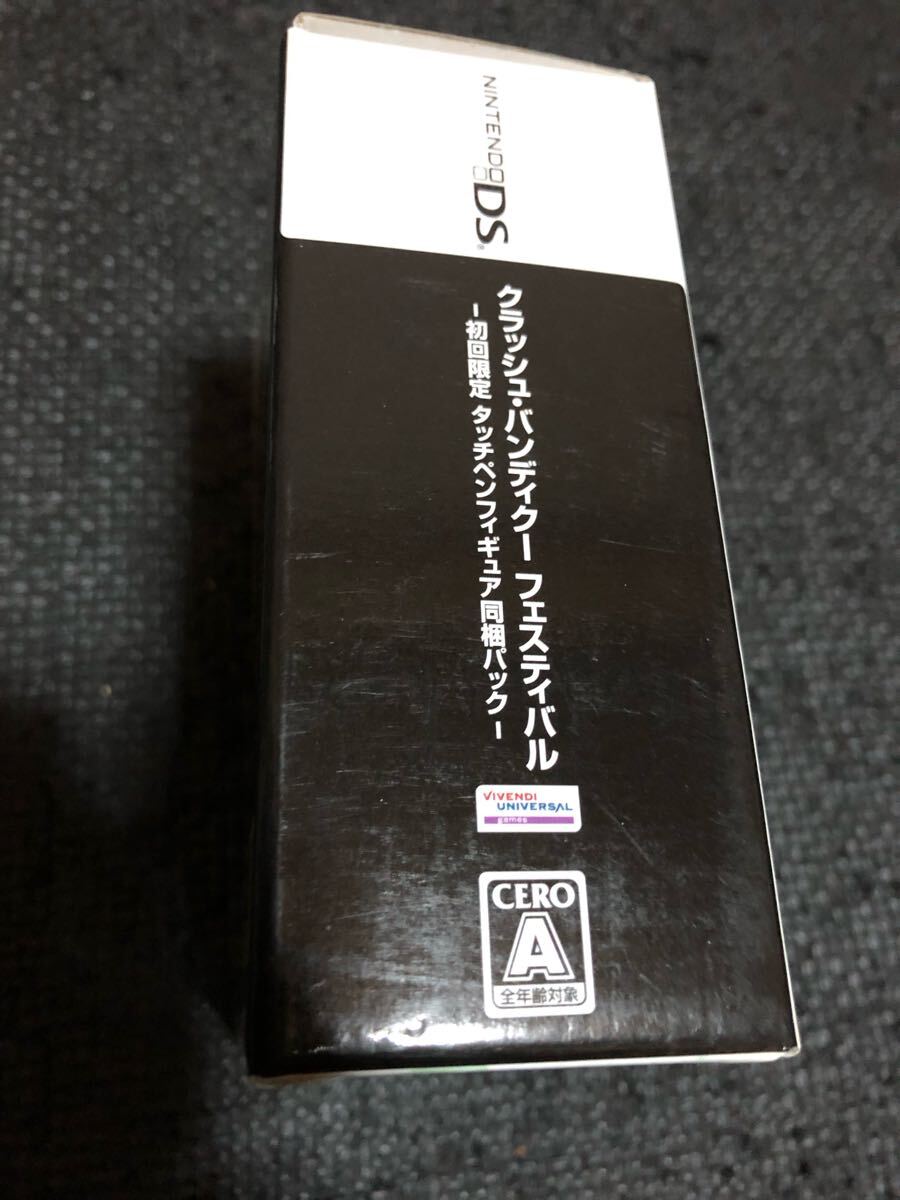 NINTENDO DS®
クラッシュ・バンディクー フェスティバル
－初回限定 タッチペンフィギュア 同梱パック－
VIVENDI
UNIVERSAL
games
CERO
A
全年齢対象